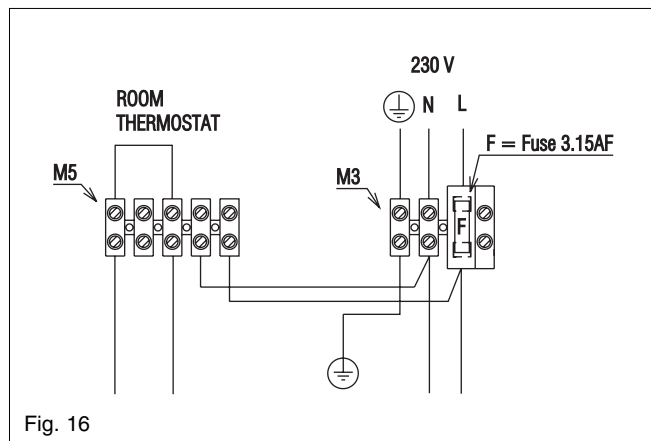 230 V
ROOM
THERMOSTAT
N L
F = Fuse 3.15AF
M5
M3
F
Fig. 16